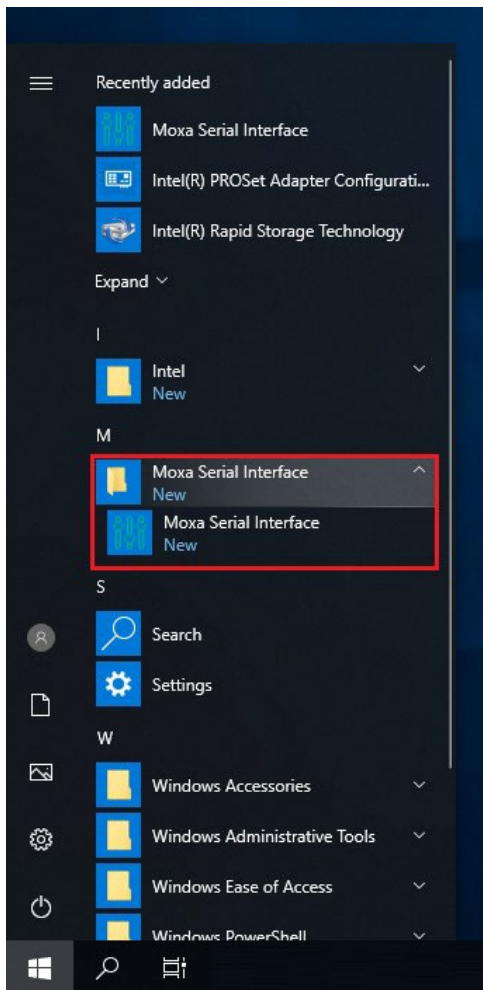 Recently added
Moxa Serial Interface
Intel(R) PROSet Adapter Configurati...
Intel(R) Rapid Storage Technology
Expand
I
Intel
New
M
Moxa Serial Interface
New
Moxa Serial Interface
New
S
Search
Settings
W
Windows Accessories
Windows Administrative Tools
Windows Ease of Access
Windows PowerShell